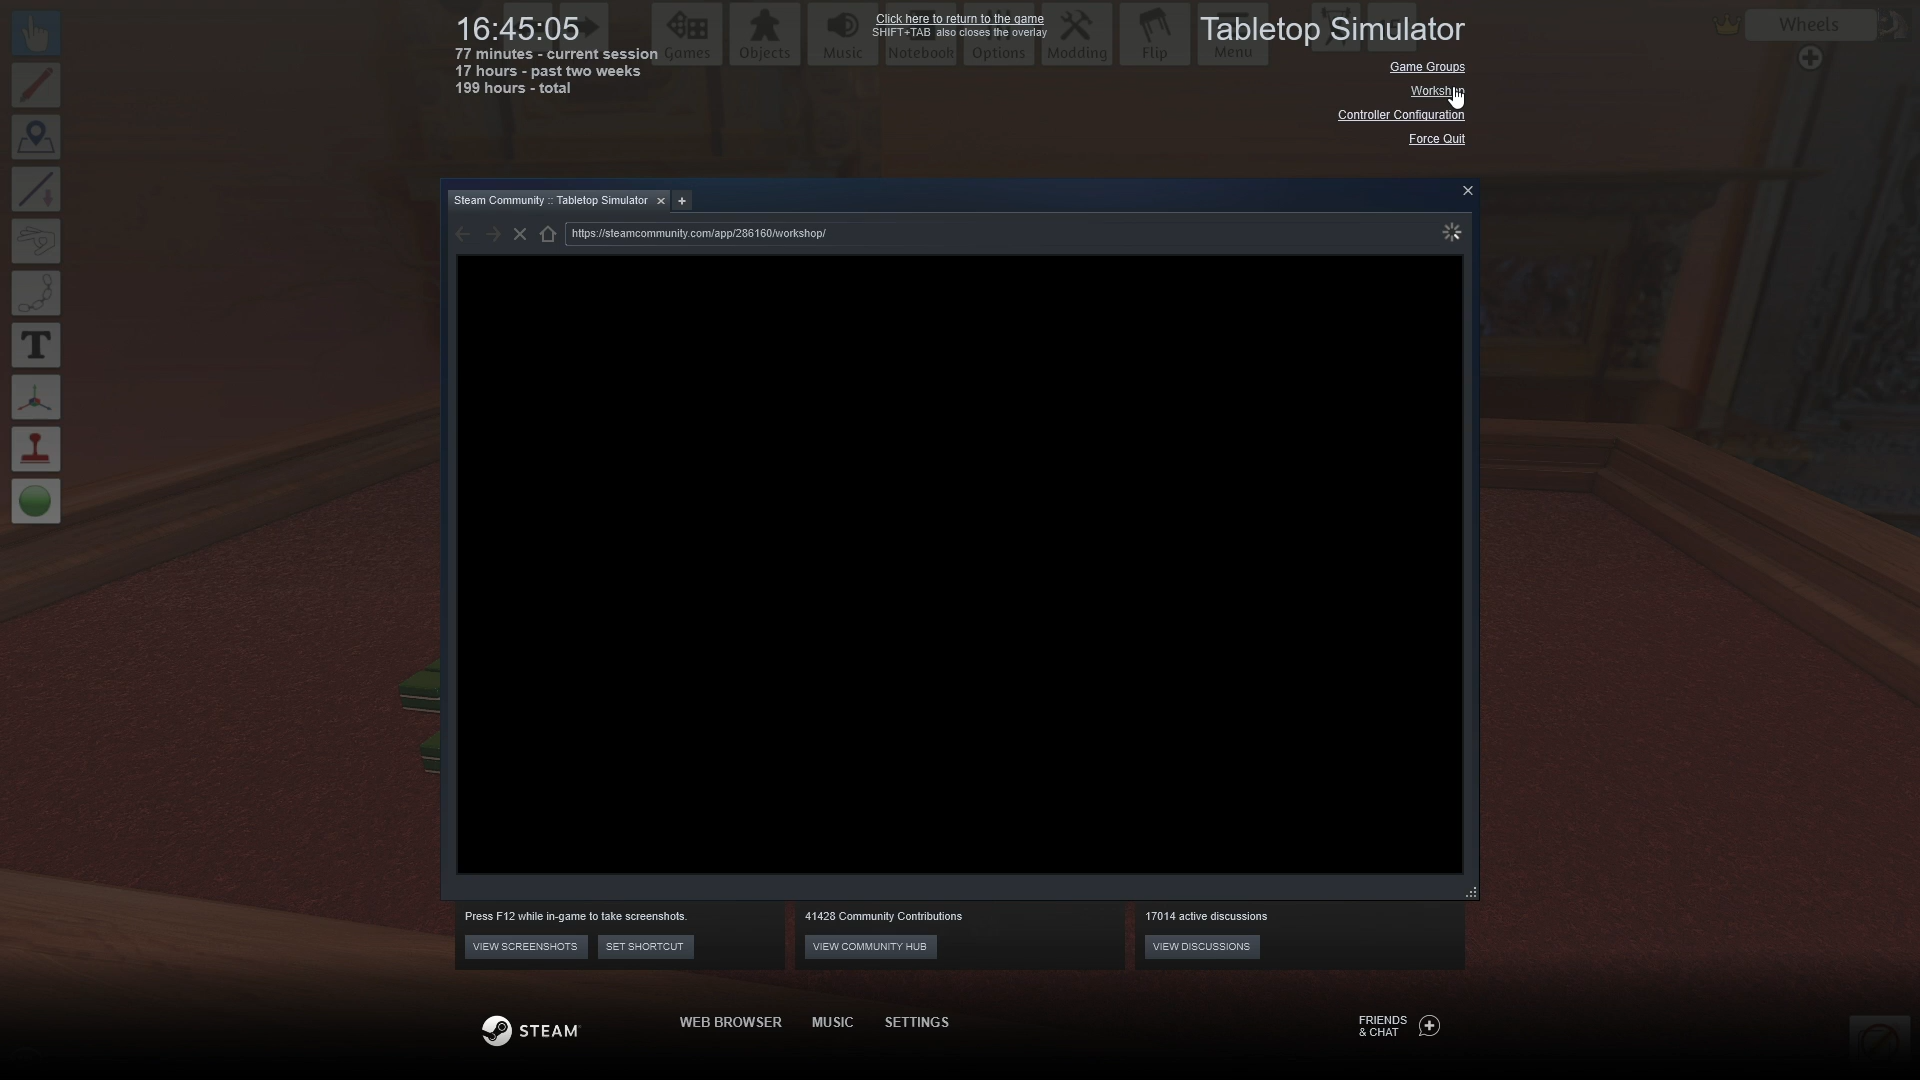 16:45:05
77 minutes - current session
17 hours - past two weeks
199 hours - total
Click here to return to the game
SHIFT+TAB also closes the overlay
Tabletop Simulator
Game Groups
Workshop
Controller Configuration
Force Quit
Games
Objects
Music
Notebook
Options
Modding
Flip
Menu
Wheels
T
Steam Community :: Tabletop Simulator
https://steamcommunity.com/app/286160/workshop/
Press F12 while in-game to take screenshots.
VIEW SCREENSHOTS
SET SHORTCUT
41428 Community Contributions
VIEW COMMUNITY HUB
17014 active discussions
VIEW DISCUSSIONS
STEAM
WEB BROWSER
MUSIC
SETTINGS
FRIENDS
& CHAT